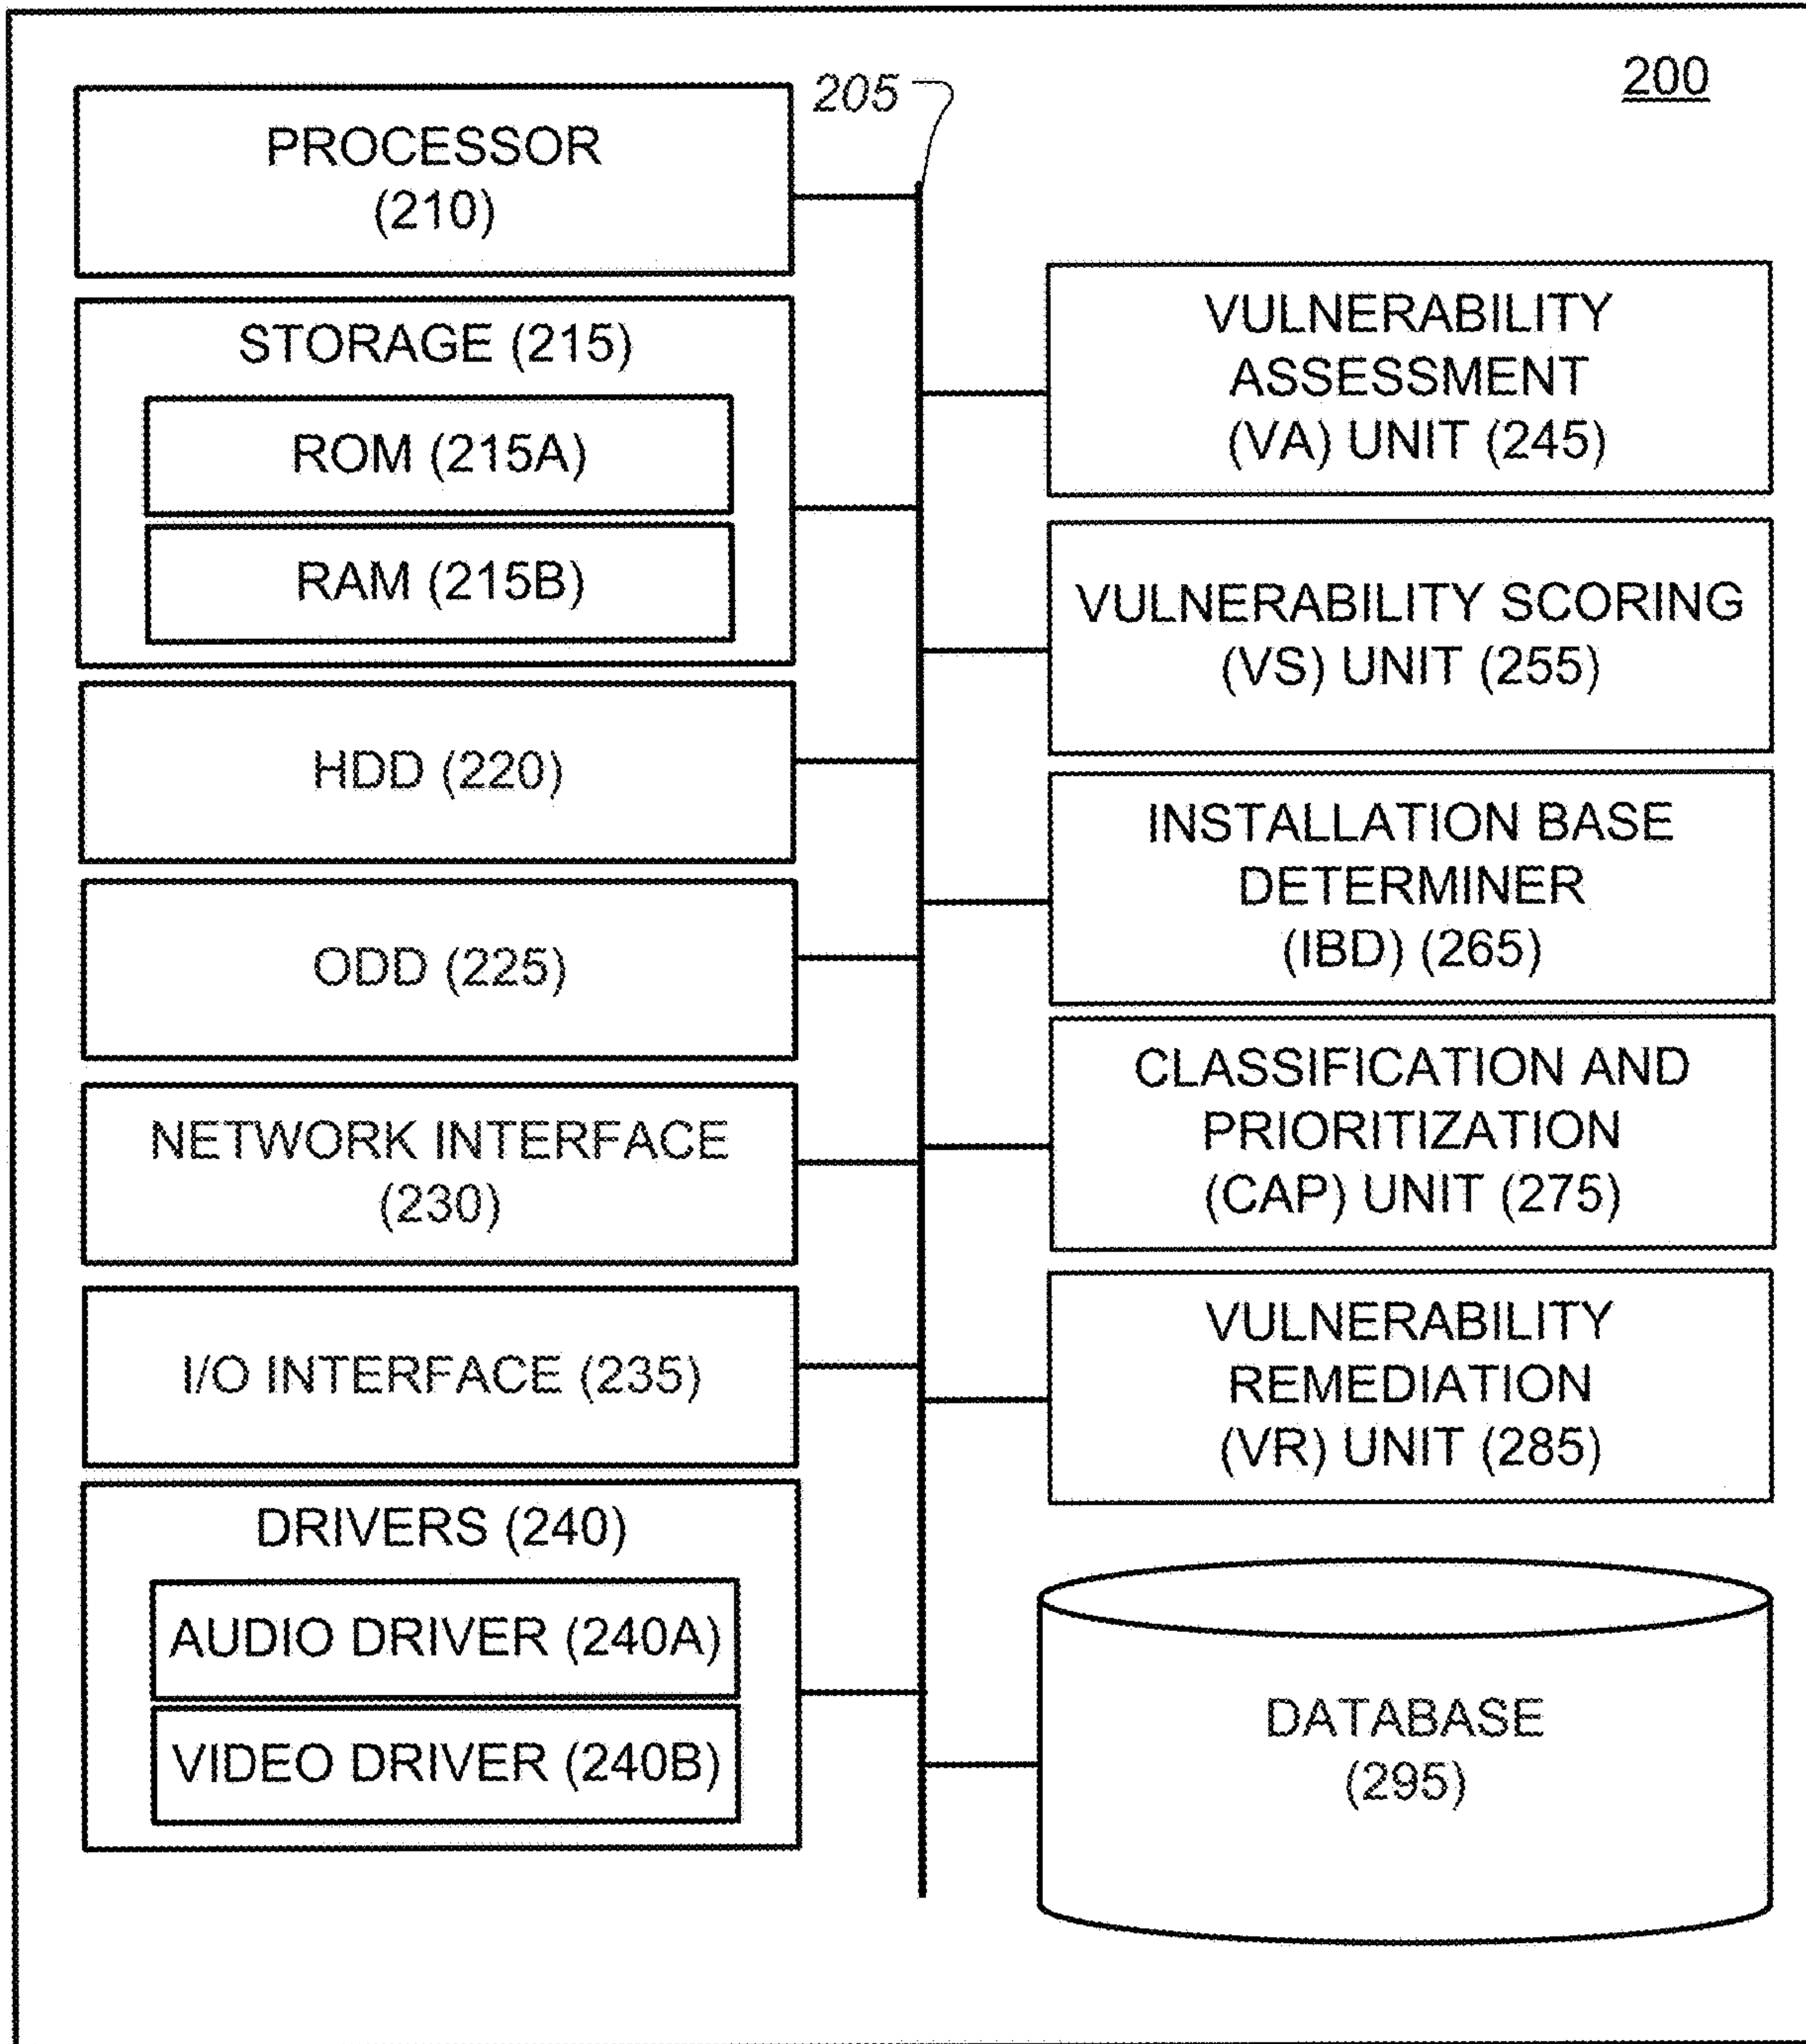 200
205
PROCESSOR
(210)
STORAGE (215)
ROM (215A)
RAM (215B)
HDD (220)
ODD (225)
NETWORK INTERFACE
(230)
I/O INTERFACE (235)
DRIVERS (240)
AUDIO DRIVER (240A)
VIDEO DRIVER (240B)
VULNERABILITY
ASSESSMENT
(VA) UNIT (245)
VULNERABILITY SCORING
(VS) UNIT (255)
INSTALLATION BASE
DETERMINER
(IBD) (265)
CLASSIFICATION AND
PRIORITIZATION
(CAP) UNIT (275)
VULNERABILITY
REMEDIATION
(VR) UNIT (285)
DATABASE
(295)